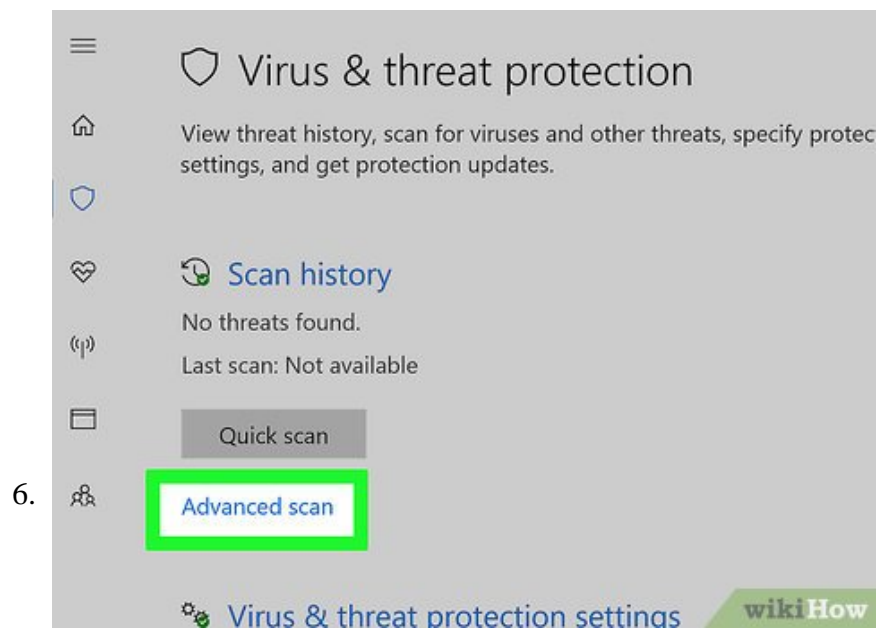 Virus & threat protection
View threat history, scan for viruses and other threats, specify protec
settings, and get protection updates.
Scan history
No threats found.
Last scan: Not available
Quick scan
6.
Advanced scan
Virus & threat protection settings
wikiHow